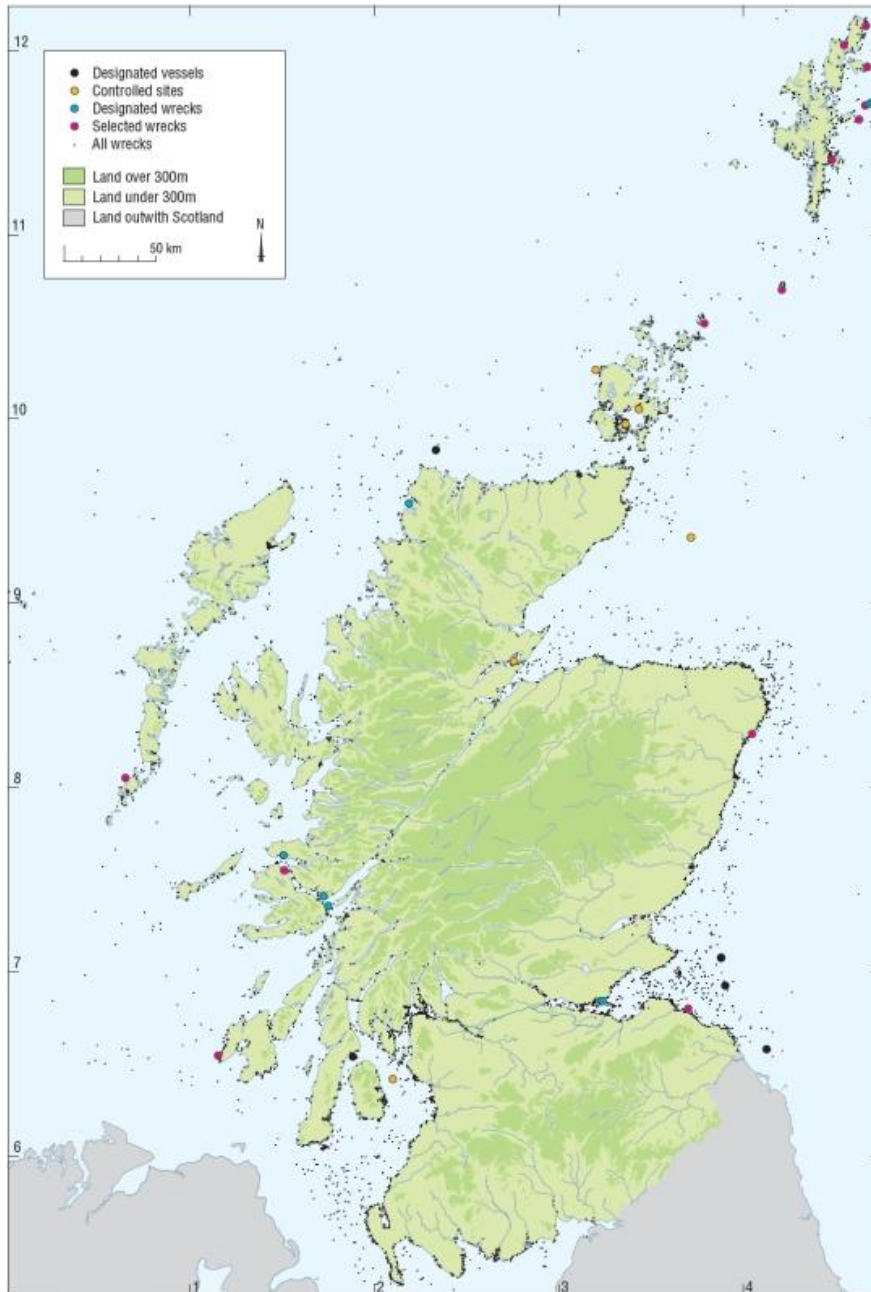 12
Designated vessels
Controlled sites
Designated wrecks
Selected wrecks
All wrecks
Land over 300m
Land under 300m
Land outwith Scotland
N
50 km
11
10
9
8
7
6
1
2
3
4